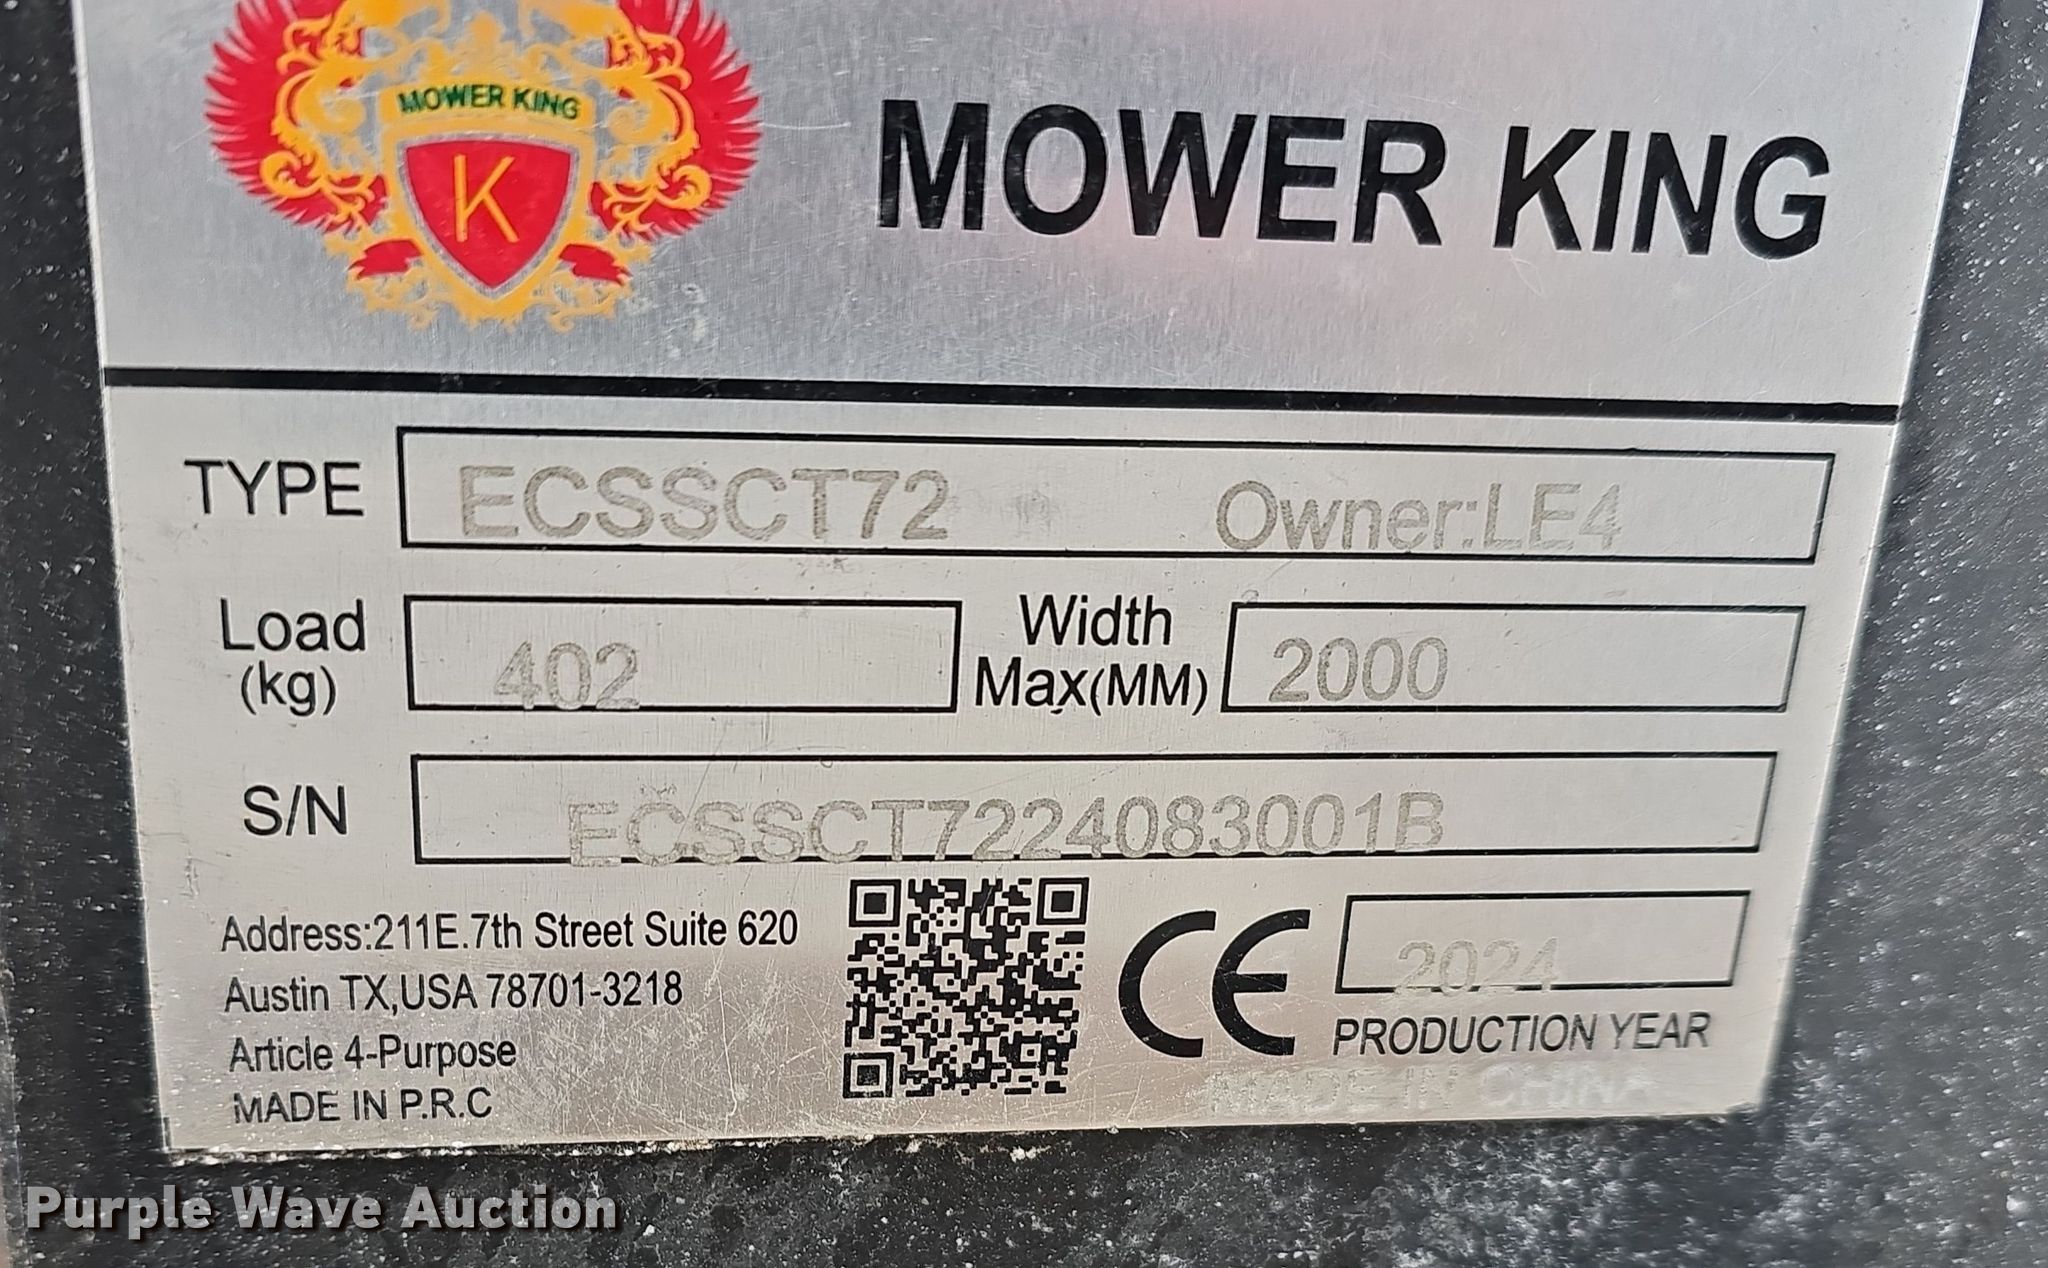 MOWER KING
K
MOWER KING
TYPE ECSSCT72 Owner:LE4
Load (kg) 402 Width Max(MM) 2000
S/N ECSSCT7224083001B
Address:211E.7th Street Suite 620
Austin TX,USA 78701-3218
Article 4-Purpose
MADE IN P.R.C
CE
2024
PRODUCTION YEAR
MADE IN CHINA
Purple Wave Auction